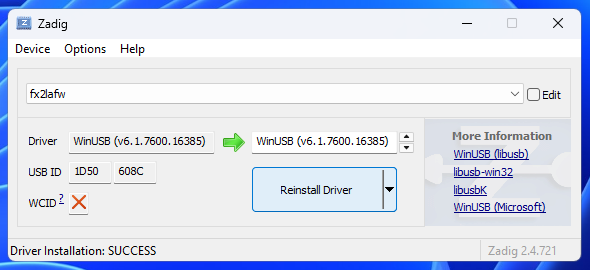 Zadig
Device Options Help
fx2lafw
Edit
Driver WinUSB (v6.1.7600.16385) WinUSB (v6.1.7600.16385)
USB ID 1D50 608C
WCID ?
Reinstall Driver
More Information
WinUSB (libusb)
libusb-win32
libusbK
WinUSB (Microsoft)
Driver Installation: SUCCESS
Zadig 2.4.721